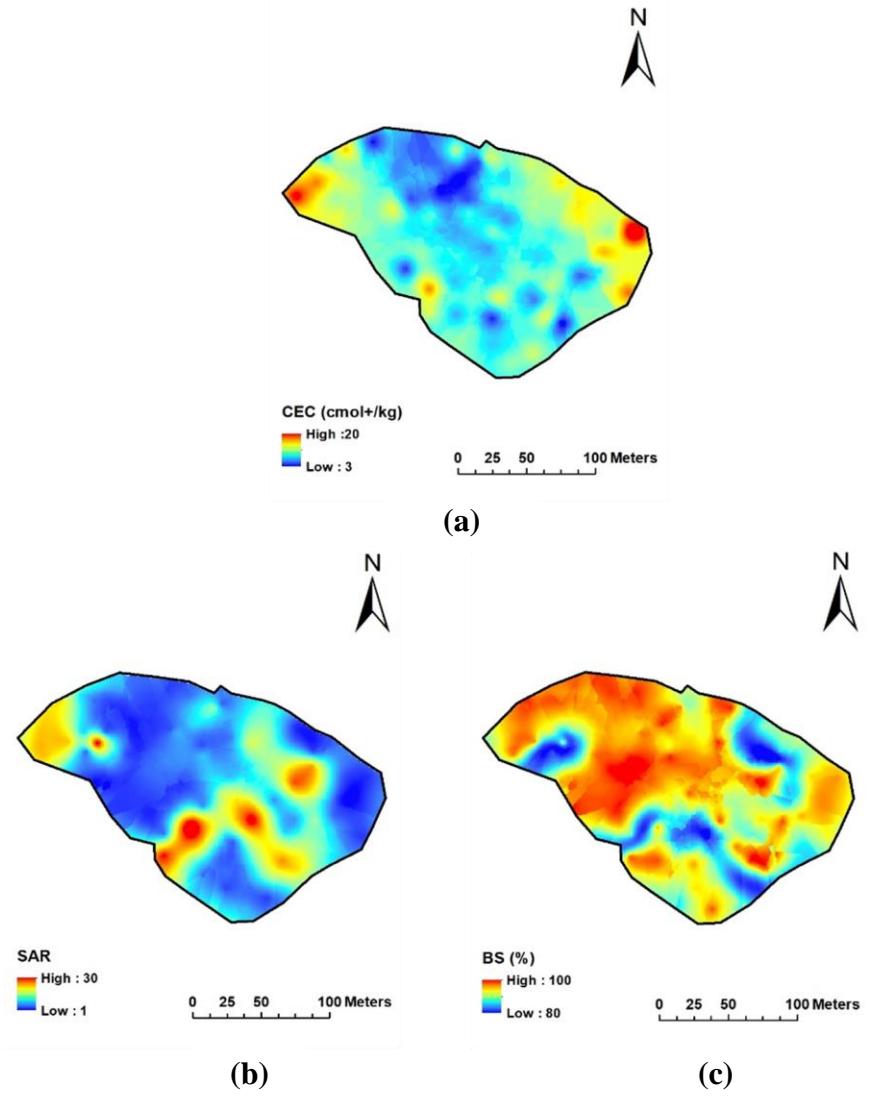 N
CEC (cmol+/kg)
High :20
Low : 3
0 25 50 100 Meters
(a)
N
N
SAR
High : 30
Low : 1
0 25 50 100 Meters
BS (%)
High : 100
Low : 80
0 25 50 100 Meters
(b)
(c)